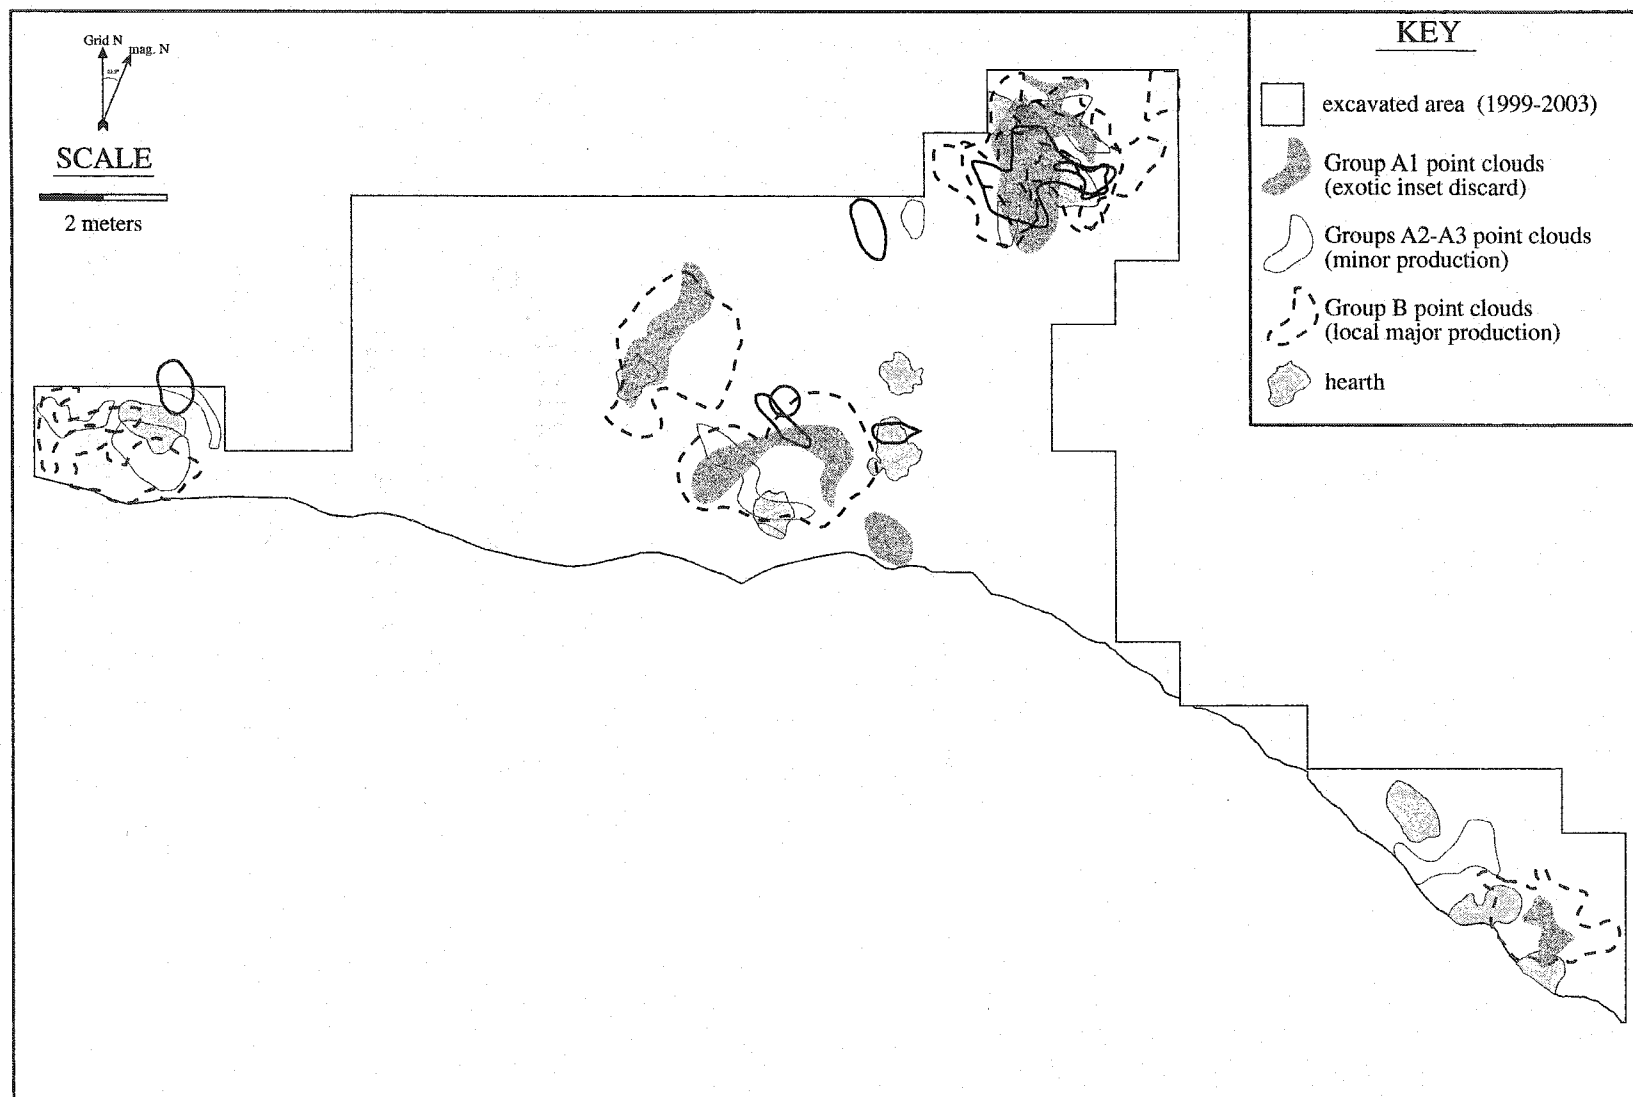 Grid N
mag. N
SCALE
2 meters
KEY
excavated area (1999-2003)
Group A1 point clouds
(exotic inset discard)
Groups A2-A3 point clouds
(minor production)
Group B point clouds
(local major production)
hearth